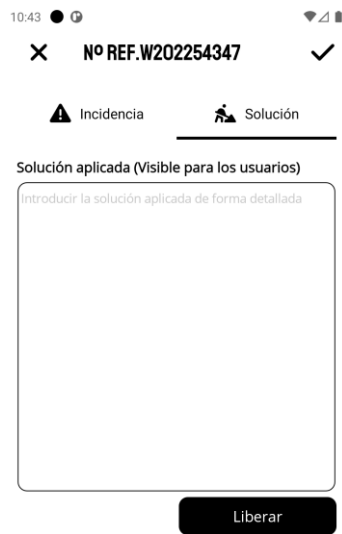 10:43
Nº REF.W202254347
Incidencia
Solución
Solución aplicada (Visible para los usuarios)
Introducir la solución aplicada de forma detallada
Liberar